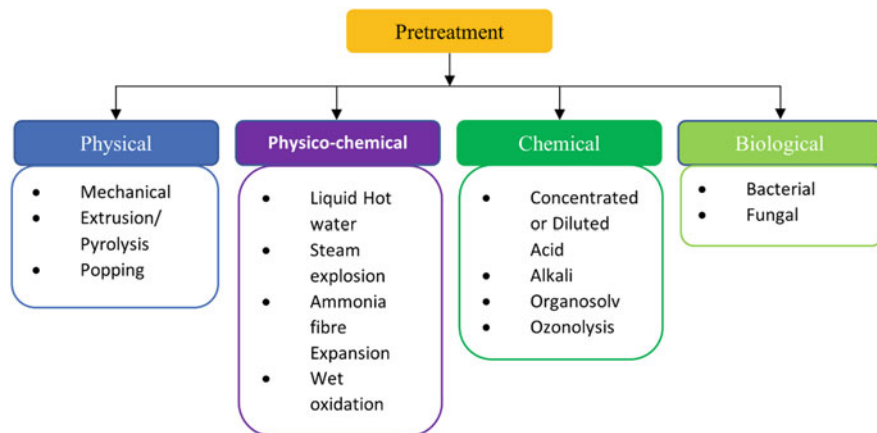 Pretreatment
Physical
Mechanical
Extrusion/
Pyrolysis
Popping
Physico-chemical
Liquid Hot
water
Steam
explosion
Ammonia
fibre
Expansion
Wet
oxidation
Chemical
Concentrated
or Diluted
Acid
Alkali
Organosolv
Ozonolysis
Biological
Bacterial
Fungal